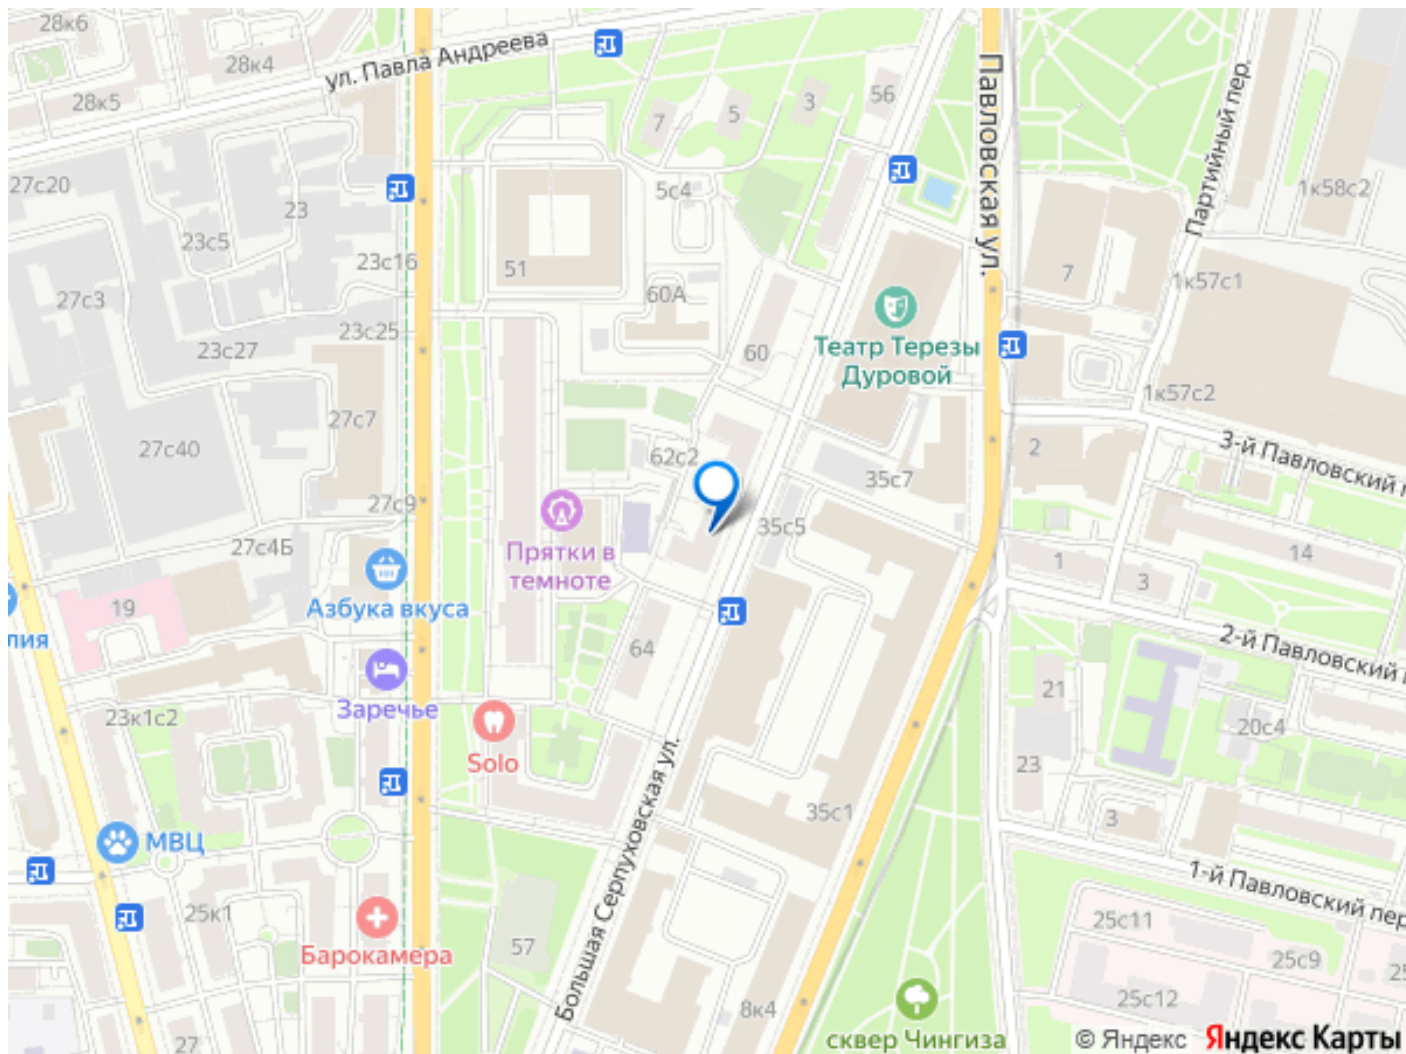 28к6
28к4
ул. Павла Андреева
28к5
7
5
3
56
Павловская ул.
Партийный пер.
27с20
23
5с4
1к58с2
23с5
23с16
51
7
27с3
60А
1к57с1
23с25
23с27
60
Театр Терезы
Дуровой
1к57с2
27с7
27с40
62с2
2
3-й Павловский п
35с7
27с9
35с5
27с4Б
Прятки в
темноте
14
1
3
19
Азбука вкуса
лия
64
2-й Павловский п
21
Заречье
23к1с2
20с4
Solo
23
35с1
3
МВЦ
Большая Серпуховская ул.
1-й Павловский пер
25к1
57
25с11
Барокамера
25с9
25
25с12
8к4
27
сквер Чингиза
© Яндекс Яндекс Карты